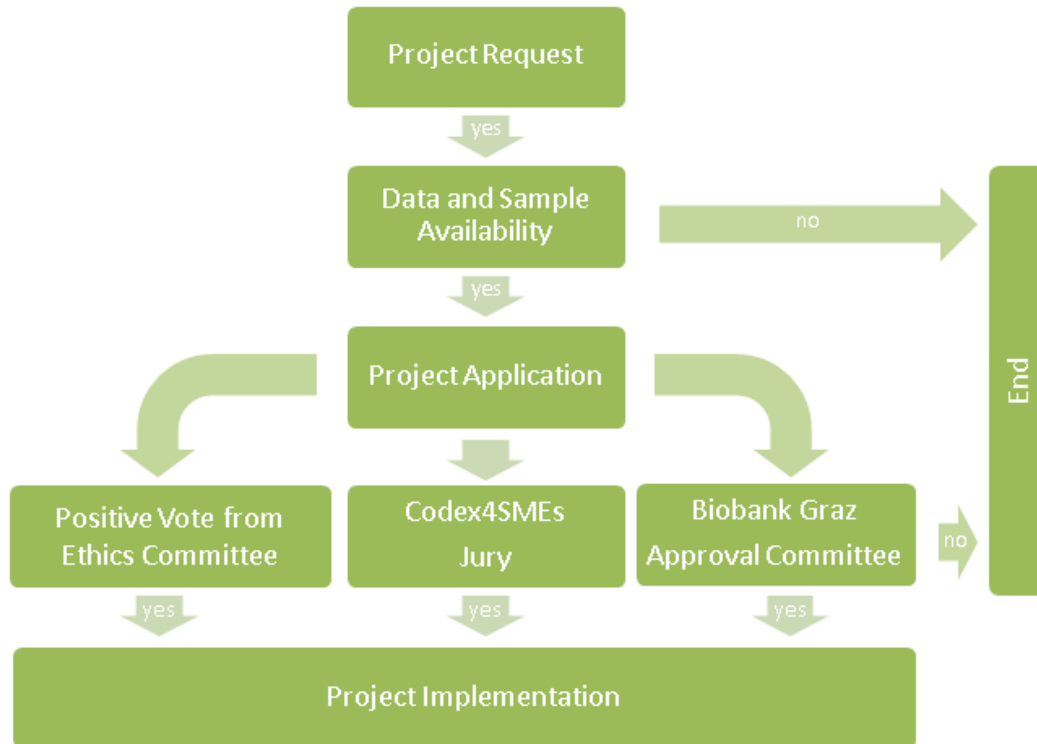 Project Request
yes
Data and Sample
Availability
no
yes
Project Application
End
Positive Vote from
Ethics Committee
Codex4SMEs
Jury
Biobank Graz
Approval Committee
no
yes
yes
yes
Project Implementation